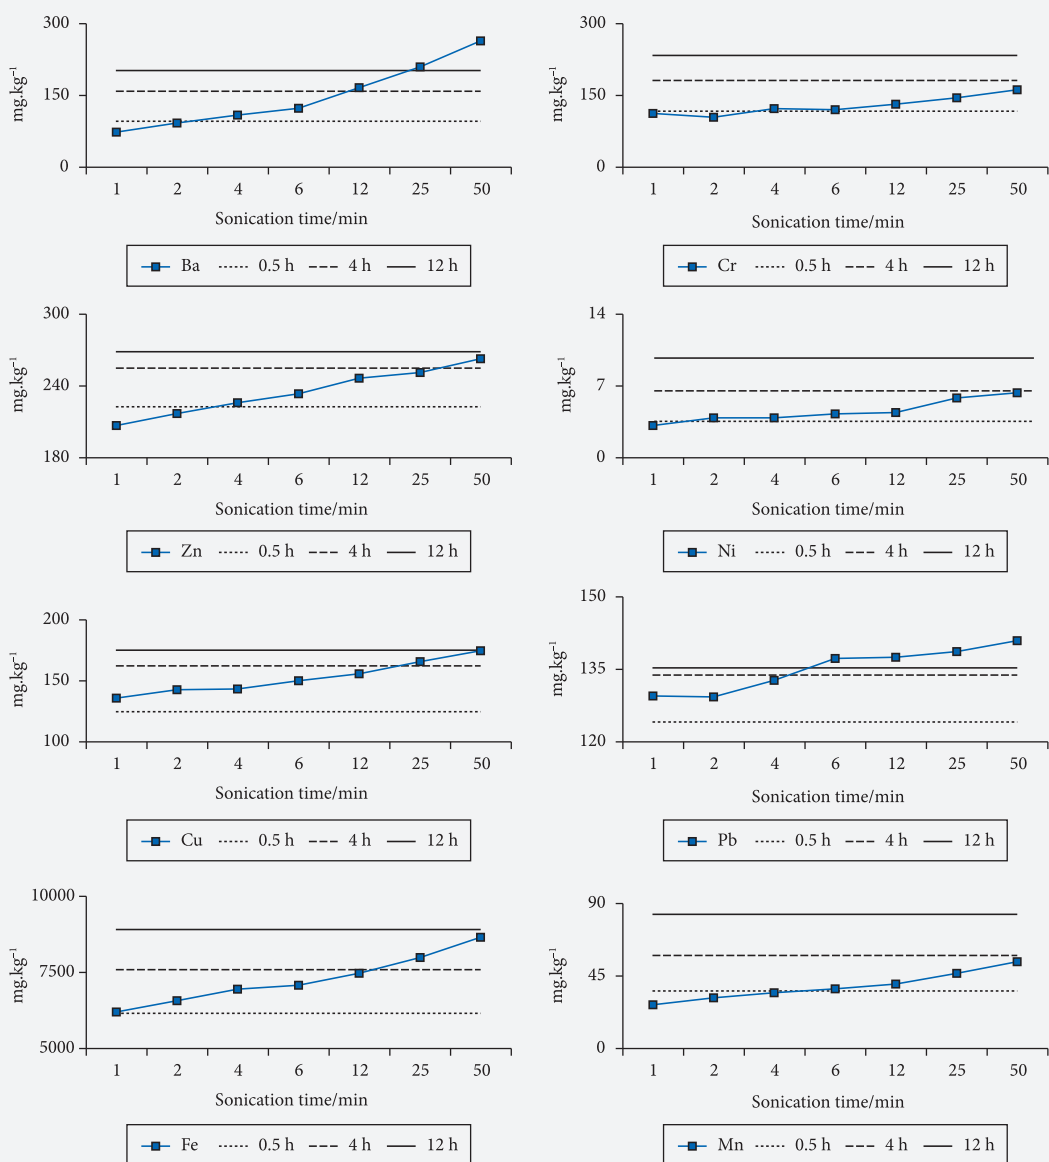 300
150
0
mg.kg⁻¹
1 2 4 6 12 25 50
Sonication time/min
Ba 0.5 h 4 h 12 h
300
150
0
mg.kg⁻¹
1 2 4 6 12 25 50
Sonication time/min
Cr 0.5 h 4 h 12 h
300
240
180
mg.kg⁻¹
1 2 4 6 12 25 50
Sonication time/min
Zn 0.5 h 4 h 12 h
14
7
0
mg.kg⁻¹
1 2 4 6 12 25 50
Sonication time/min
Ni 0.5 h 4 h 12 h
200
150
100
mg.kg⁻¹
1 2 4 6 12 25 50
Sonication time/min
Cu 0.5 h 4 h 12 h
150
135
120
mg.kg⁻¹
1 2 4 6 12 25 50
Sonication time/min
Pb 0.5 h 4 h 12 h
10000
7500
5000
mg.kg⁻¹
1 2 4 6 12 25 50
Sonication time/min
Fe 0.5 h 4 h 12 h
90
45
0
mg.kg⁻¹
1 2 4 6 12 25 50
Sonication time/min
Mn 0.5 h 4 h 12 h